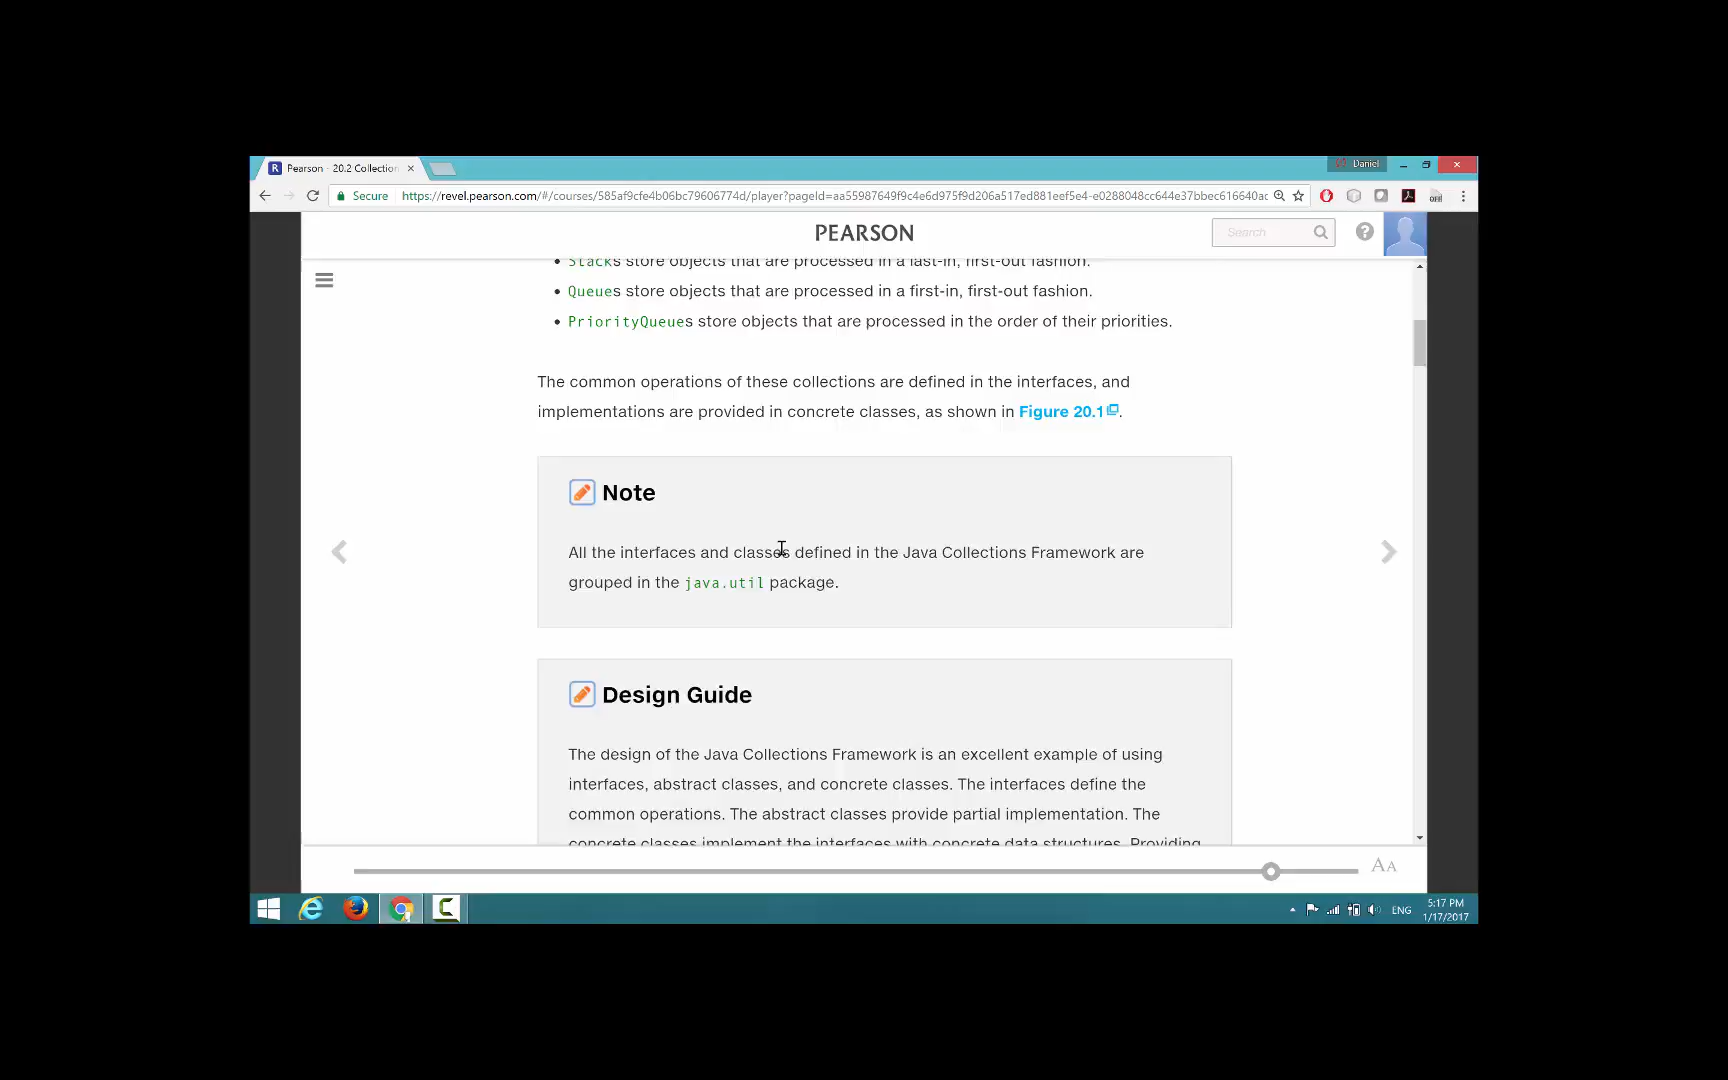 Pearson - 20.2 Collection
Daniel
Secure https://revel.pearson.com/#/courses/585af9cfe4b06bc79606774d/player?pageId=aa55987649f9c4e6d975f9d206a517ed881eef5e4-e0288048cc644e37bbec616640ac
PEARSON
Search
• Stacks store objects that are processed in a last-in, first-out fashion.
• Queues store objects that are processed in a first-in, first-out fashion.
• PriorityQueues store objects that are processed in the order of their priorities.
The common operations of these collections are defined in the interfaces, and
implementations are provided in concrete classes, as shown in Figure 20.1.
Note
All the interfaces and classes defined in the Java Collections Framework are
grouped in the java.util package.
Design Guide
The design of the Java Collections Framework is an excellent example of using
interfaces, abstract classes, and concrete classes. The interfaces define the
common operations. The abstract classes provide partial implementation. The
concrete classes implement the interfaces with concrete data structures. Providing
AA
ENG
5:17 PM
1/17/2017